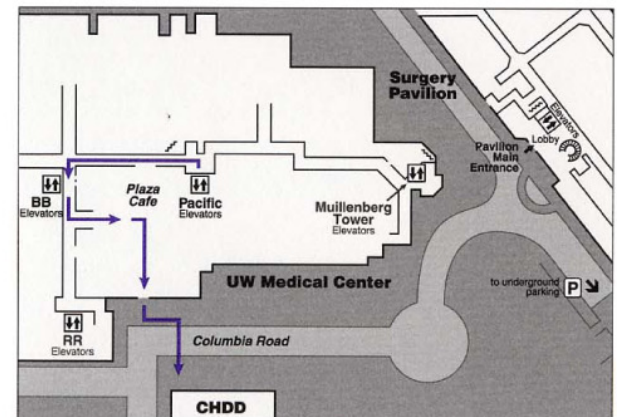 Surgery
Pavilion
Elevators
Lobby
Pavilion
Main
Entrance
BB
Elevators
Plaza
Cafe
Pacific
Elevators
Muillenberg
Tower
Elevators
UW Medical Center
to underground
parking
P
RR
Elevators
Columbia Road
CHDD